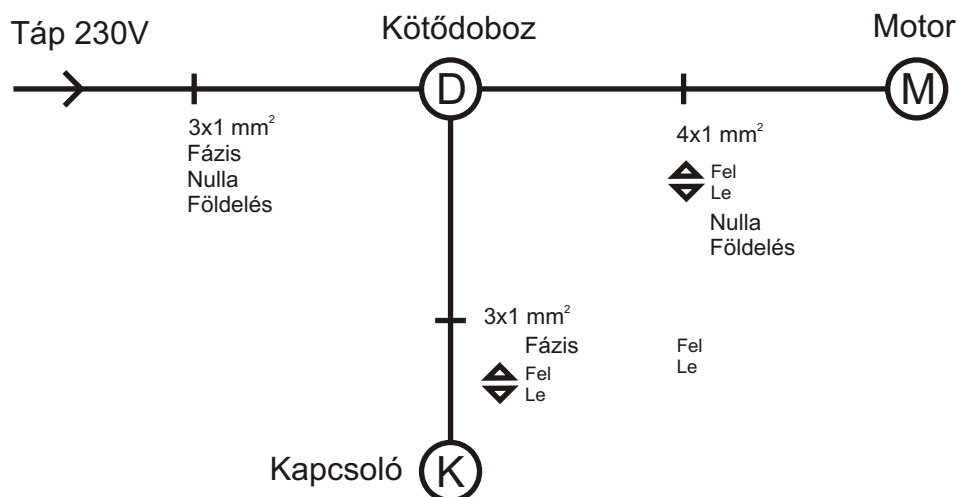 Táp 230V
Kötődoboz
Motor
D
M
3x1 mm²
Fázis
Nulla
Földelés
4x1 mm²
Fel
Le
Nulla
Földelés
3x1 mm²
Fázis
Fel
Le
Fel
Le
Kapcsoló
K